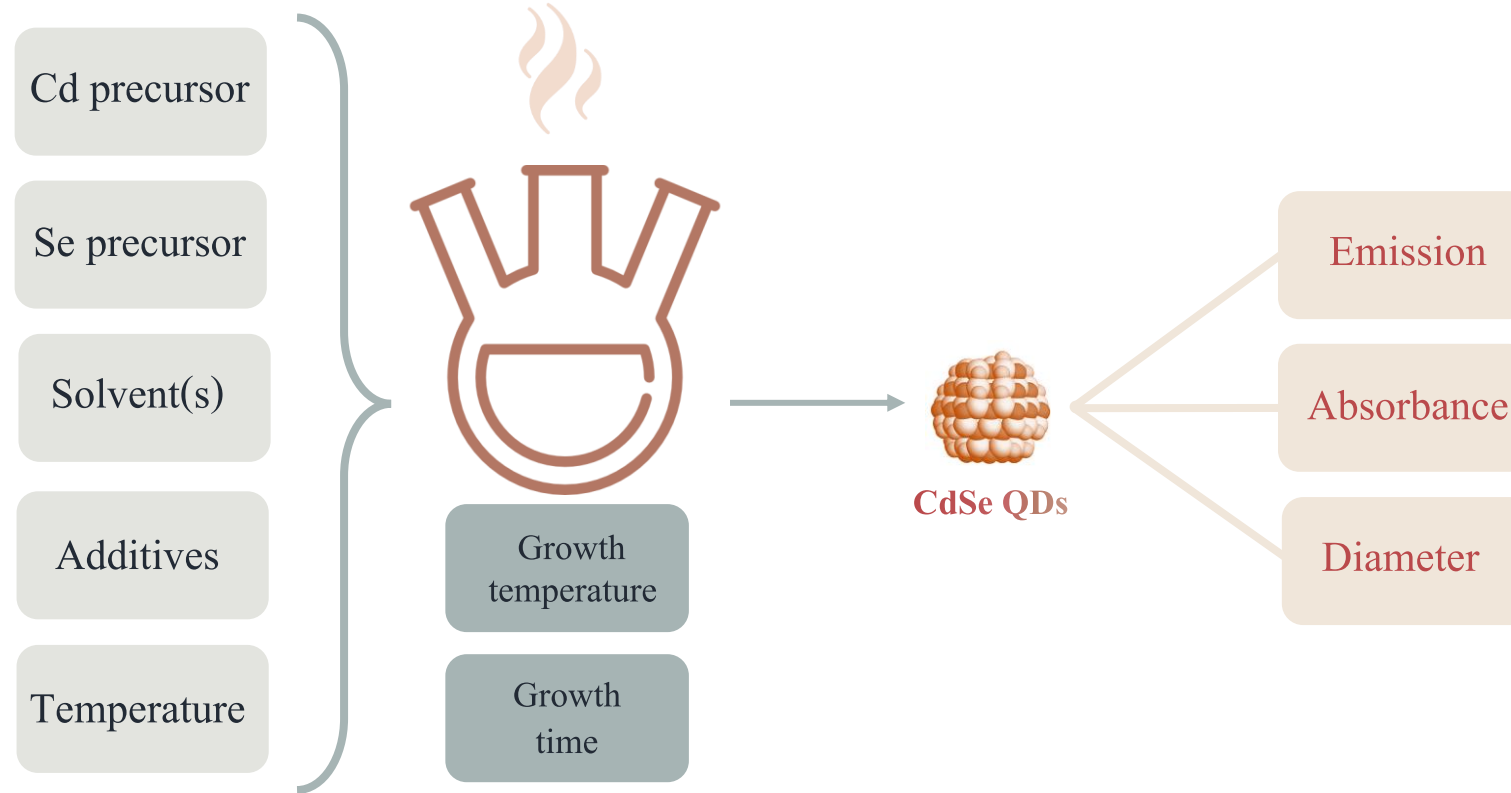 Cd precursor
Se precursor
Solvent(s)
Additives
Temperature
Growth
temperature
Growth
time
CdSe QDs
Emission
Absorbance
Diameter